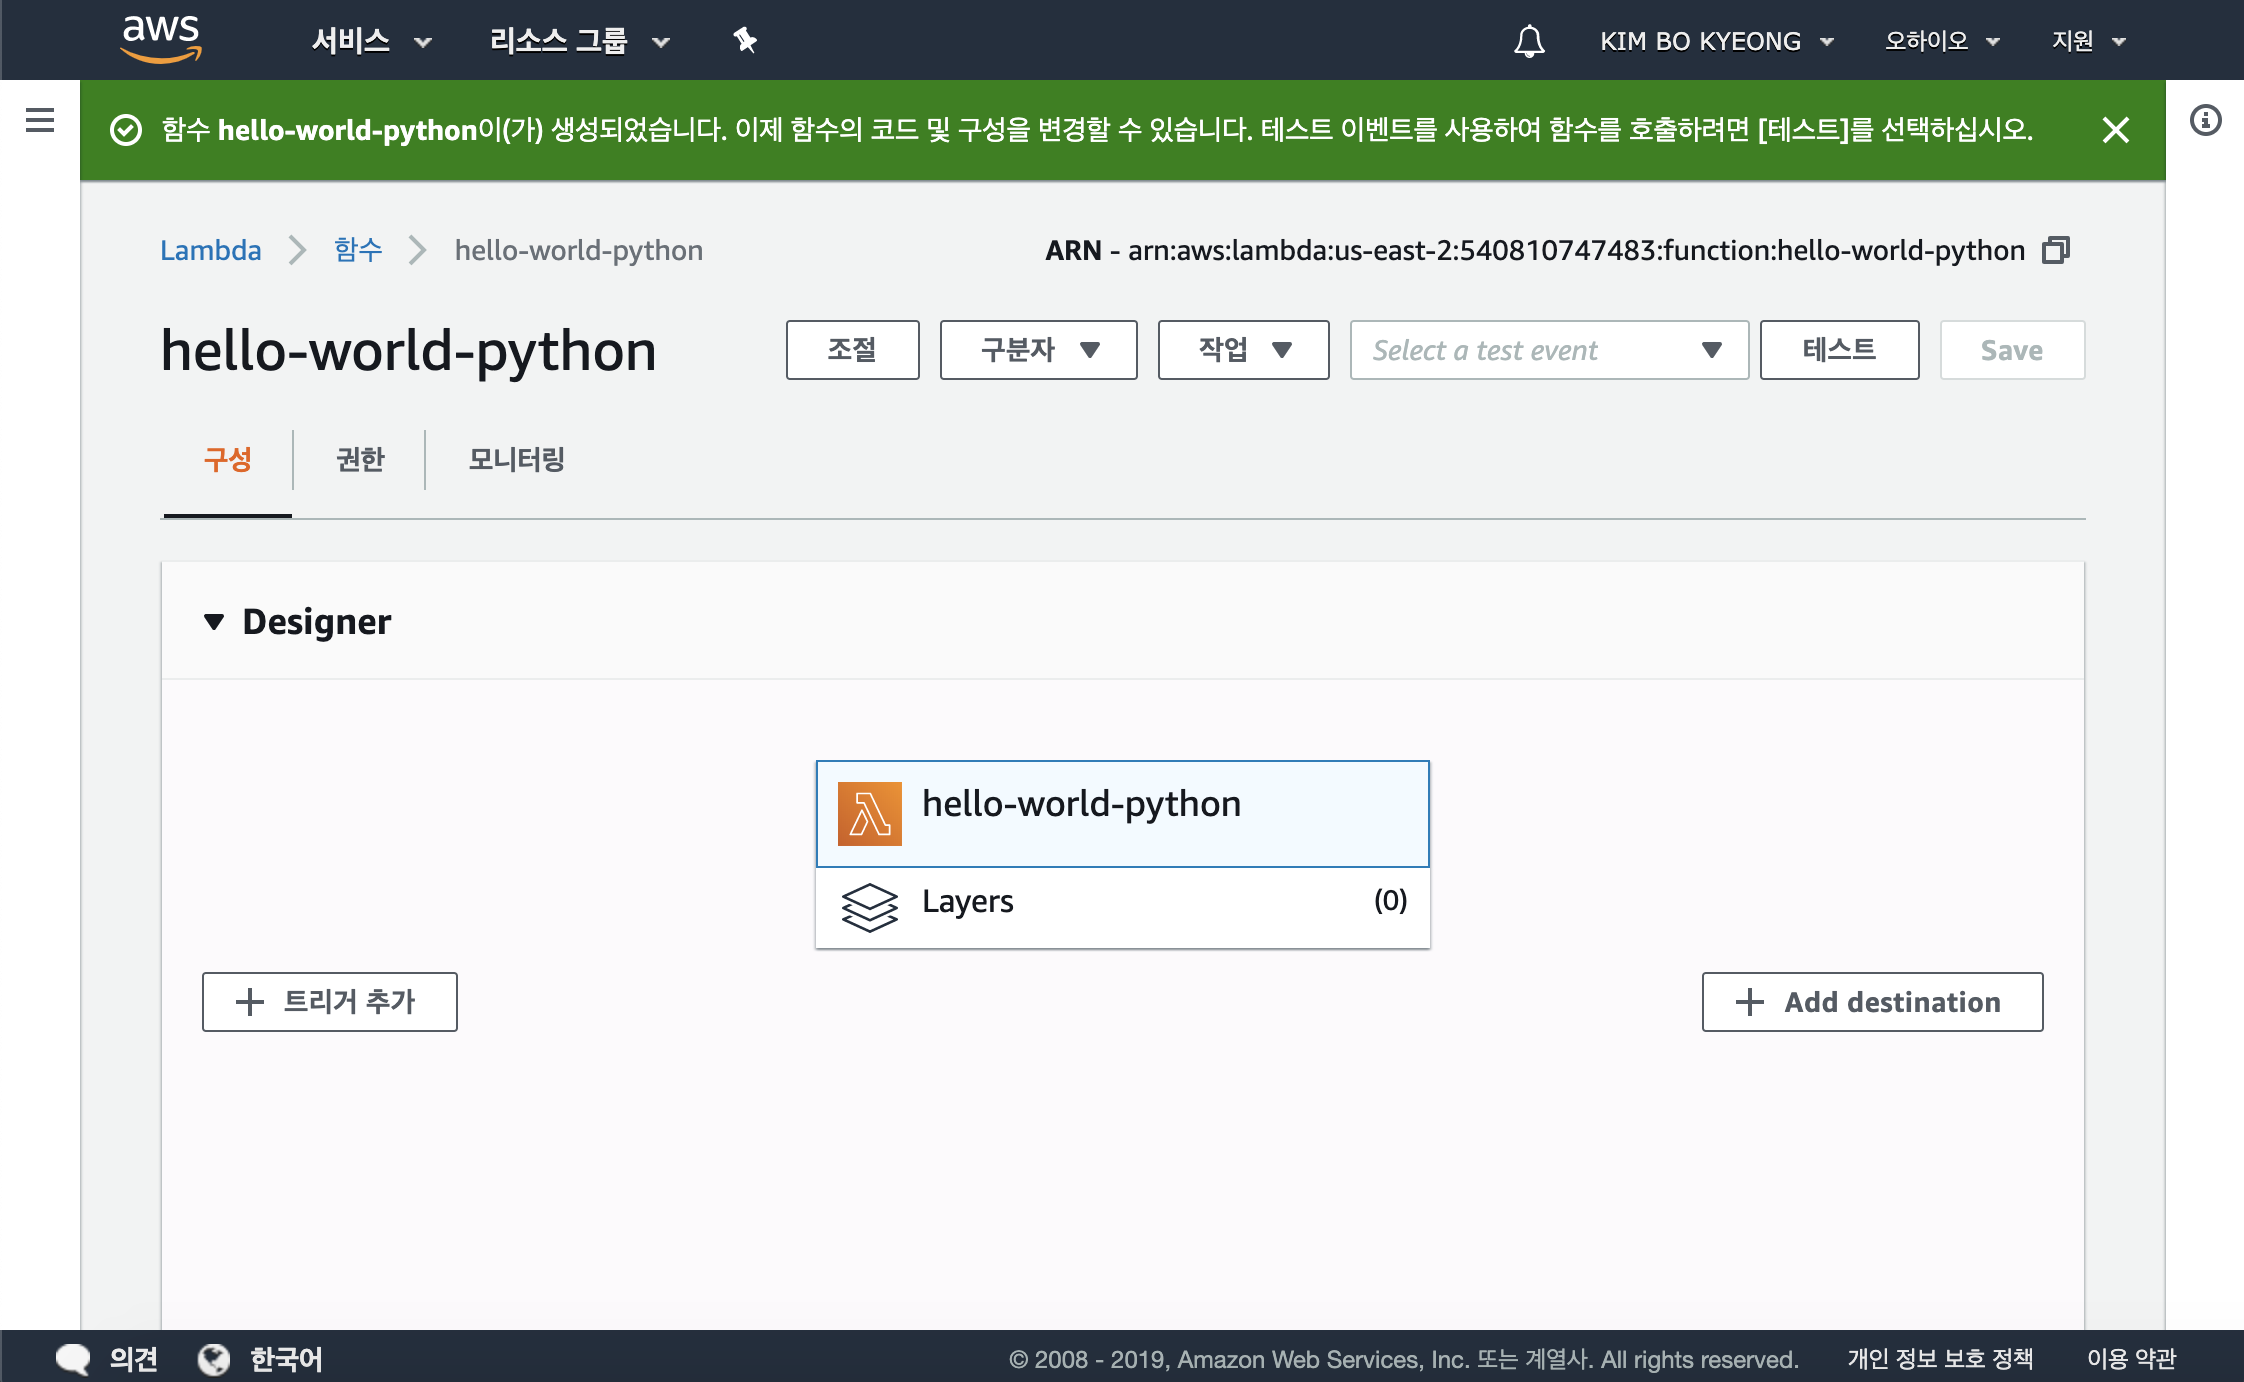 aws 서비스 리소스 그룹 KIM BO KYEONG 오하이오 지원
함수 hello-world-python이(가) 생성되었습니다. 이제 함수의 코드 및 구성을 변경할 수 있습니다. 테스트 이벤트를 사용하여 함수를 호출하려면 [테스트]를 선택하십시오.
Lambda 함수 hello-world-python ARN - arn:aws:lambda:us-east-2:540810747483:function:hello-world-python
hello-world-python 조절 구분자 작업 Select a test event 테스트 Save
구성 권한 모니터링
Designer
hello-world-python
Layers (0)
트리거 추가 Add destination
의견 한국어 © 2008 - 2019, Amazon Web Services, Inc. 또는 계열사. All rights reserved. 개인 정보 보호 정책 이용 약관